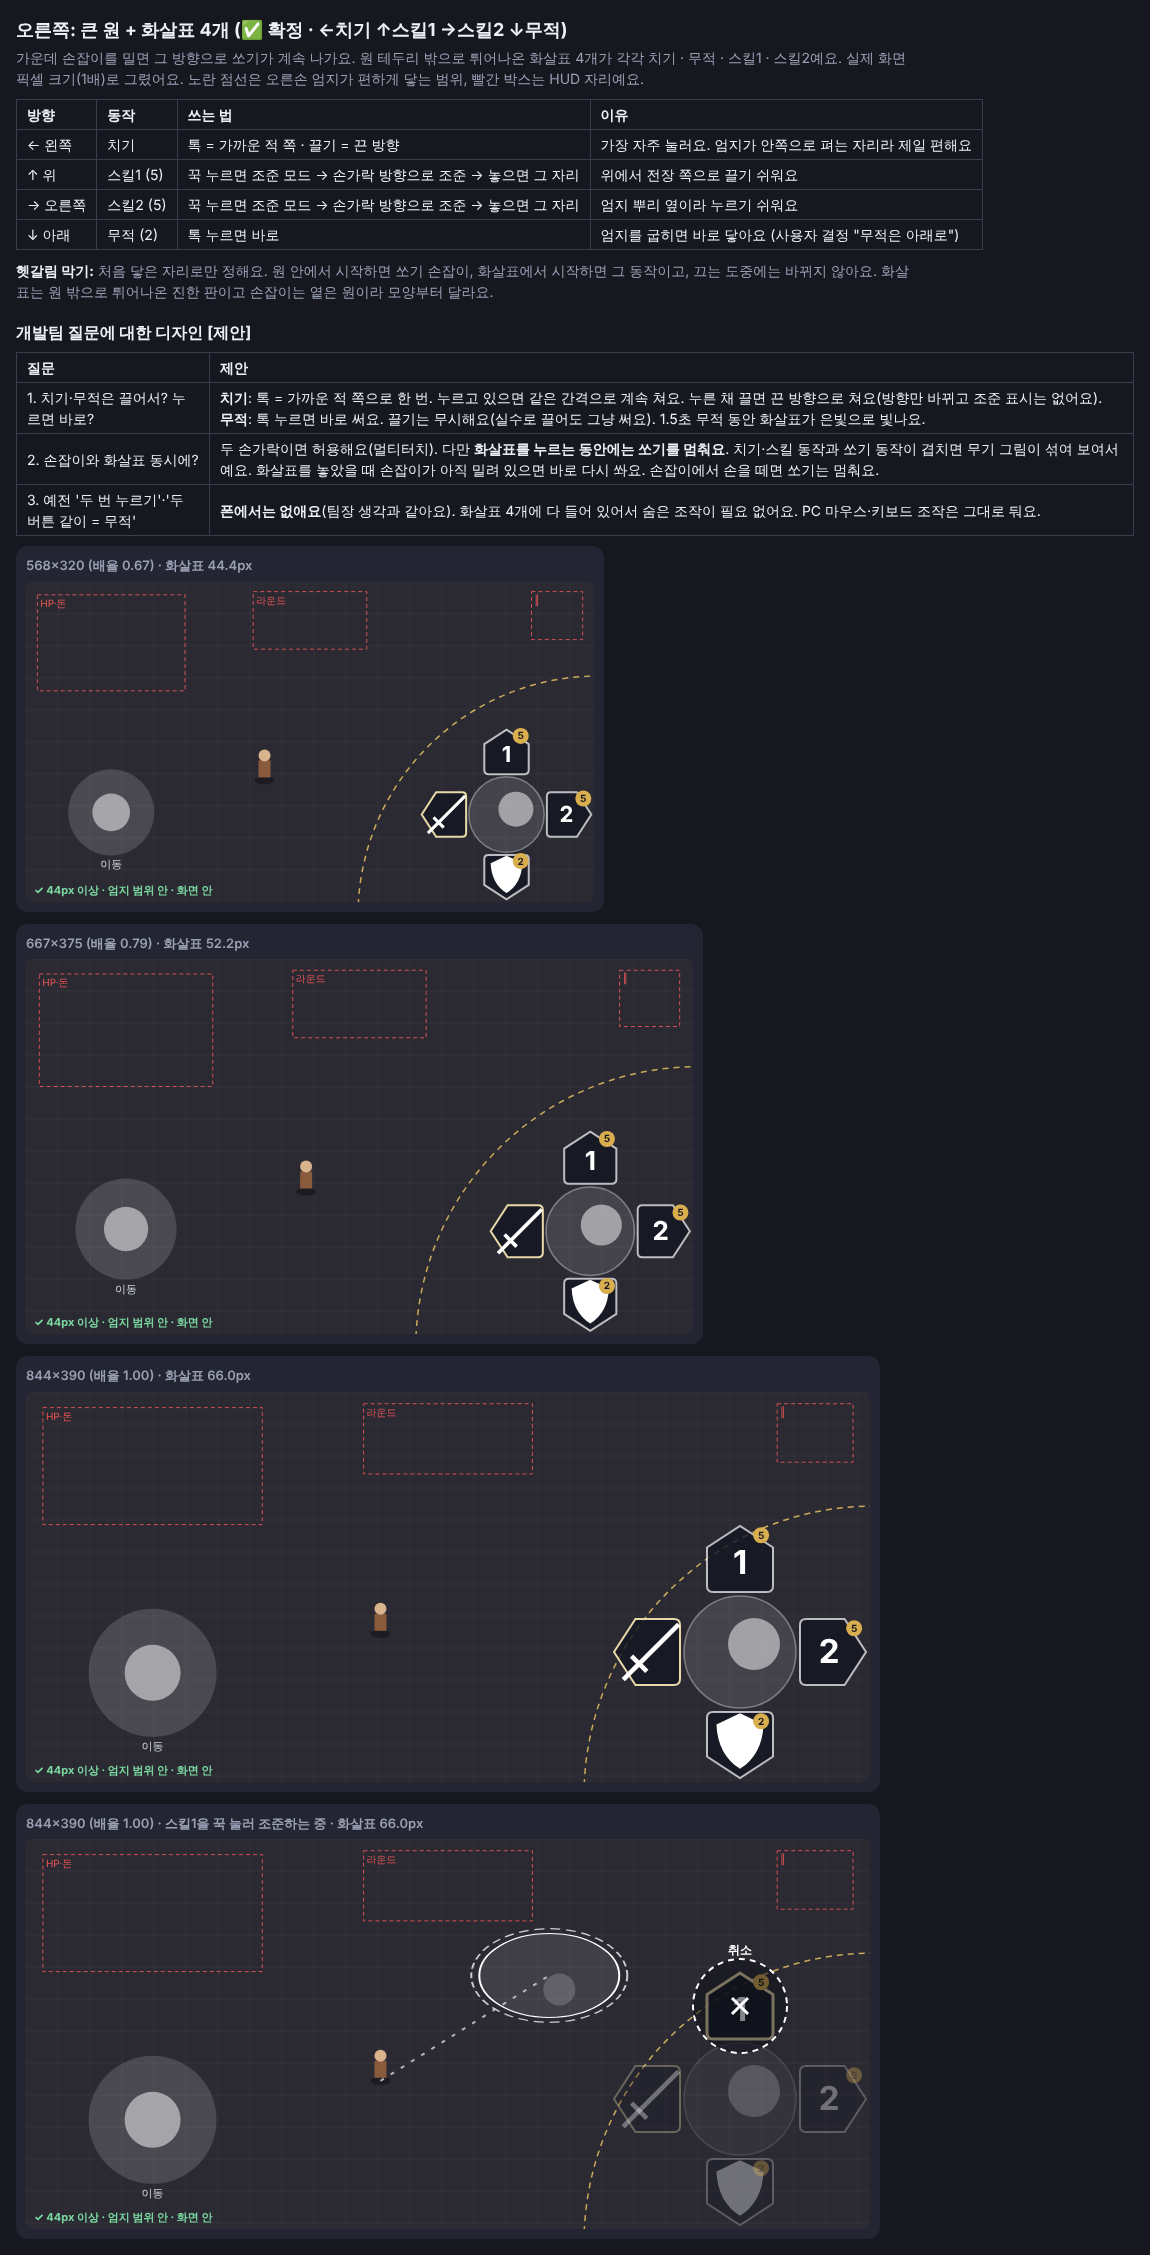 오른쪽: 큰 원 + 화살표 4개 (✅ 확정 · ←치기 ↑스킬1 →스킬2 ↓무적)
가운데 손잡이를 밀면 그 방향으로 쏘기가 계속 나가요. 원 테두리 밖으로 튀어나온 화살표 4개가 각각 치기 · 무적 · 스킬1 · 스킬2예요. 실제 화면
픽셀 크기(1배)로 그렸어요. 노란 점선은 오른손 엄지가 편하게 닿는 범위, 빨간 박스는 HUD 자리예요.
방향 동작 쓰는 법 이유
← 왼쪽 치기 톡 = 가까운 적 쪽 · 끌기 = 끈 방향 가장 자주 눌러요. 엄지가 안쪽으로 펴는 자리라 제일 편해요
↑ 위 스킬1 (5) 꾹 누르면 조준 모드 → 손가락 방향으로 조준 → 놓으면 그 자리 위에서 전장 쪽으로 끌기 쉬워요
→ 오른쪽 스킬2 (5) 꾹 누르면 조준 모드 → 손가락 방향으로 조준 → 놓으면 그 자리 엄지 뿌리 옆이라 누르기 쉬워요
↓ 아래 무적 (2) 톡 누르면 바로 엄지를 굽히면 바로 닿아요 (사용자 결정 "무적은 아래로")
헷갈림 막기: 처음 닿은 자리로만 정해요. 원 안에서 시작하면 쏘기 손잡이, 화살표에서 시작하면 그 동작이고, 끄는 도중에는 바뀌지 않아요. 화살
표는 원 밖으로 튀어나온 진한 판이고 손잡이는 옅은 원이라 모양부터 달라요.
개발팀 질문에 대한 디자인 [제안]
질문 제안
1. 치기·무적은 끌어서? 누
르면 바로?
치기: 톡 = 가까운 적 쪽으로 한 번. 누르고 있으면 같은 간격으로 계속 쳐요. 누른 채 끌면 끈 방향으로 쳐요(방향만 바뀌고 조준 표시는 없어요).
무적: 톡 누르면 바로 써요. 끌기는 무시해요(실수로 끌어도 그냥 써요). 1.5초 무적 동안 화살표가 은빛으로 빛나요.
2. 손잡이와 화살표 동시에?
두 손가락이면 허용해요(멀티터치). 다만 화살표를 누르는 동안에는 쏘기를 멈춰요. 치기·스킬 동작과 쏘기 동작이 겹치면 무기 그림이 섞여 보여서
예요. 화살표를 놓았을 때 손잡이가 아직 밀려 있으면 바로 다시 쏴요. 손잡이에서 손을 떼면 쏘기는 멈춰요.
3. 예전 '두 번 누르기'·'두
버튼 같이 = 무적'
폰에서는 없애요(팀장 생각과 같아요). 화살표 4개에 다 들어 있어서 숨은 조작이 필요 없어요. PC 마우스·키보드 조작은 그대로 둬요.
568×320 (배율 0.67) · 화살표 44.4px
HP·돈
라운드
5
1
2
5
2
이동
✓ 44px 이상 · 엄지 범위 안 · 화면 안
667×375 (배율 0.79) · 화살표 52.2px
HP·돈
라운드
5
1
2
5
2
이동
✓ 44px 이상 · 엄지 범위 안 · 화면 안
844×390 (배율 1.00) · 화살표 66.0px
HP·돈
라운드
5
1
2
5
2
이동
✓ 44px 이상 · 엄지 범위 안 · 화면 안
844×390 (배율 1.00) · 스킬1을 꾹 눌러 조준하는 중 · 화살표 66.0px
HP·돈
라운드
취소
5
1
2
이동
✓ 44px 이상 · 엄지 범위 안 · 화면 안